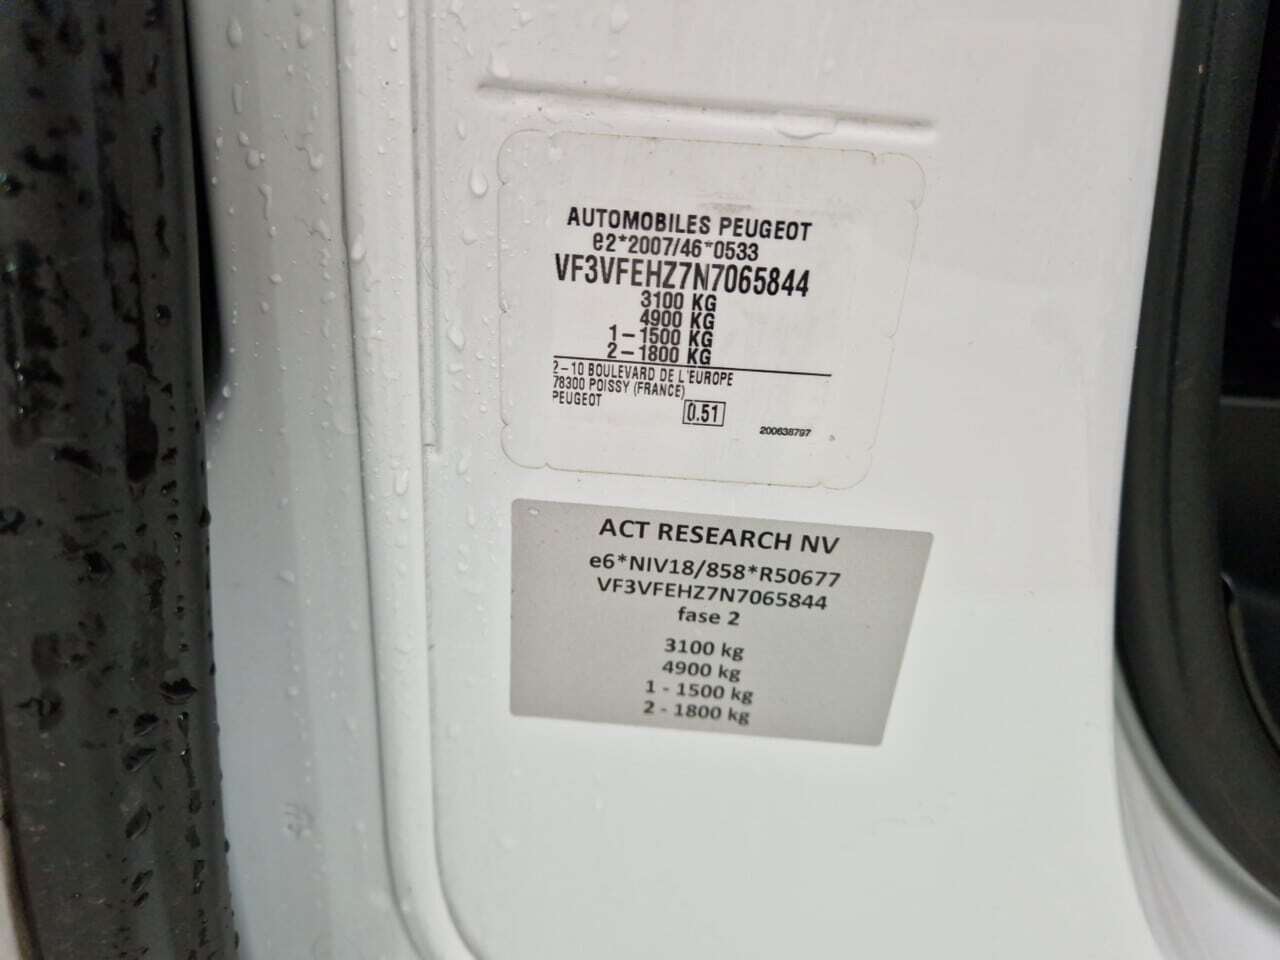 AUTOMOBILES PEUGEOT
e2*2007/46*0533
VF3VFEHZ7N7065844
3100 KG
4900 KG
1-1500 KG
2-1800 KG
2-10 BOULEVARD DE L'EUROPE
78300 POISSY (FRANCE)
PEUGEOT
0.51
200638797
ACT RESEARCH NV
e6*NIV18/858*R50677
VF3VFEHZ7N7065844
fase 2
3100 kg
4900 kg
1 - 1500 kg
2 - 1800 kg